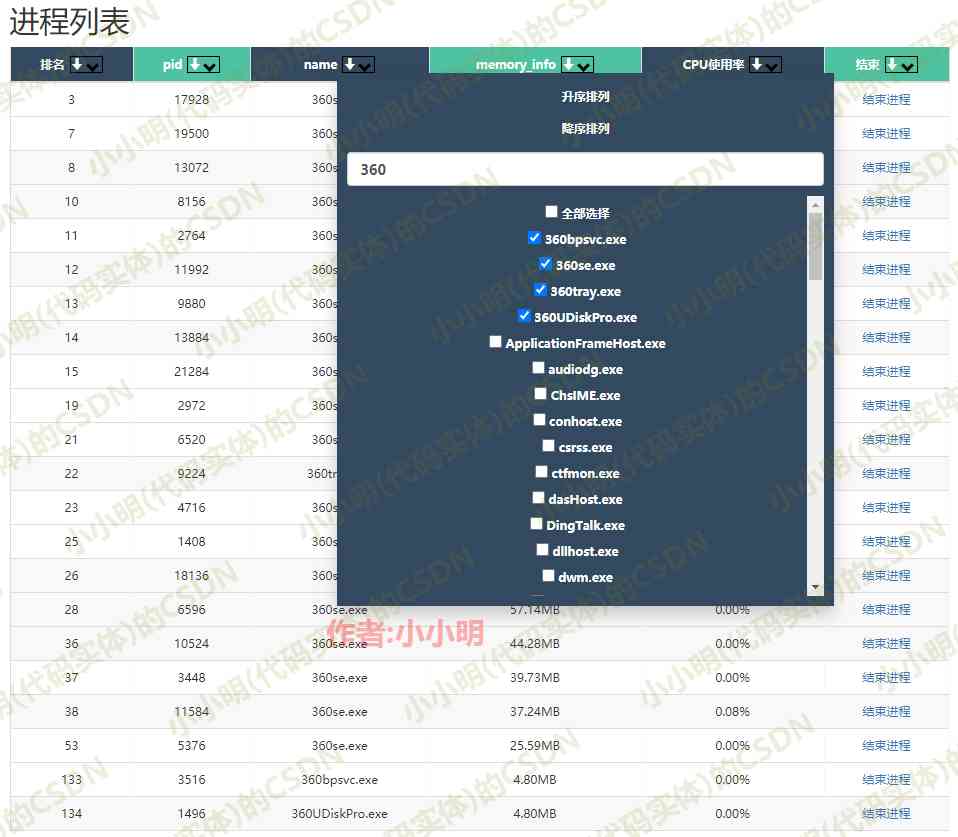 进程列表
排名 pid name memory_info CPU使用率 结束
升序排列
降序排列
360
全部选择
360bpsvc.exe
360se.exe
360tray.exe
360UDiskPro.exe
ApplicationFrameHost.exe
audiodg.exe
ChsIME.exe
conhost.exe
csrss.exe
ctfmon.exe
dasHost.exe
DingTalk.exe
dllhost.exe
dwm.exe
3 17928 360s 结束进程
7 19500 360s 结束进程
8 13072 360s 结束进程
10 8156 360s 结束进程
11 2764 360s 结束进程
12 11992 360s 结束进程
13 9880 360s 结束进程
14 13884 360s 结束进程
15 21284 360s 结束进程
19 2972 360s 结束进程
21 6520 360s 结束进程
22 9224 360tr 结束进程
23 4716 360s 结束进程
25 1408 360s 结束进程
26 18136 360s 结束进程
28 6596 360se.exe 57.14MB 0.00% 结束进程
作者:小小明
36 10524 360se.exe 44.28MB 0.00% 结束进程
37 3448 360se.exe 39.73MB 0.00% 结束进程
38 11584 360se.exe 37.24MB 0.08% 结束进程
53 5376 360se.exe 25.59MB 0.00% 结束进程
133 3516 360bpsvc.exe 4.80MB 0.00% 结束进程
134 1496 360UDiskPro.exe 4.80MB 0.00% 结束进程
小小明(代码实体)的CSDN